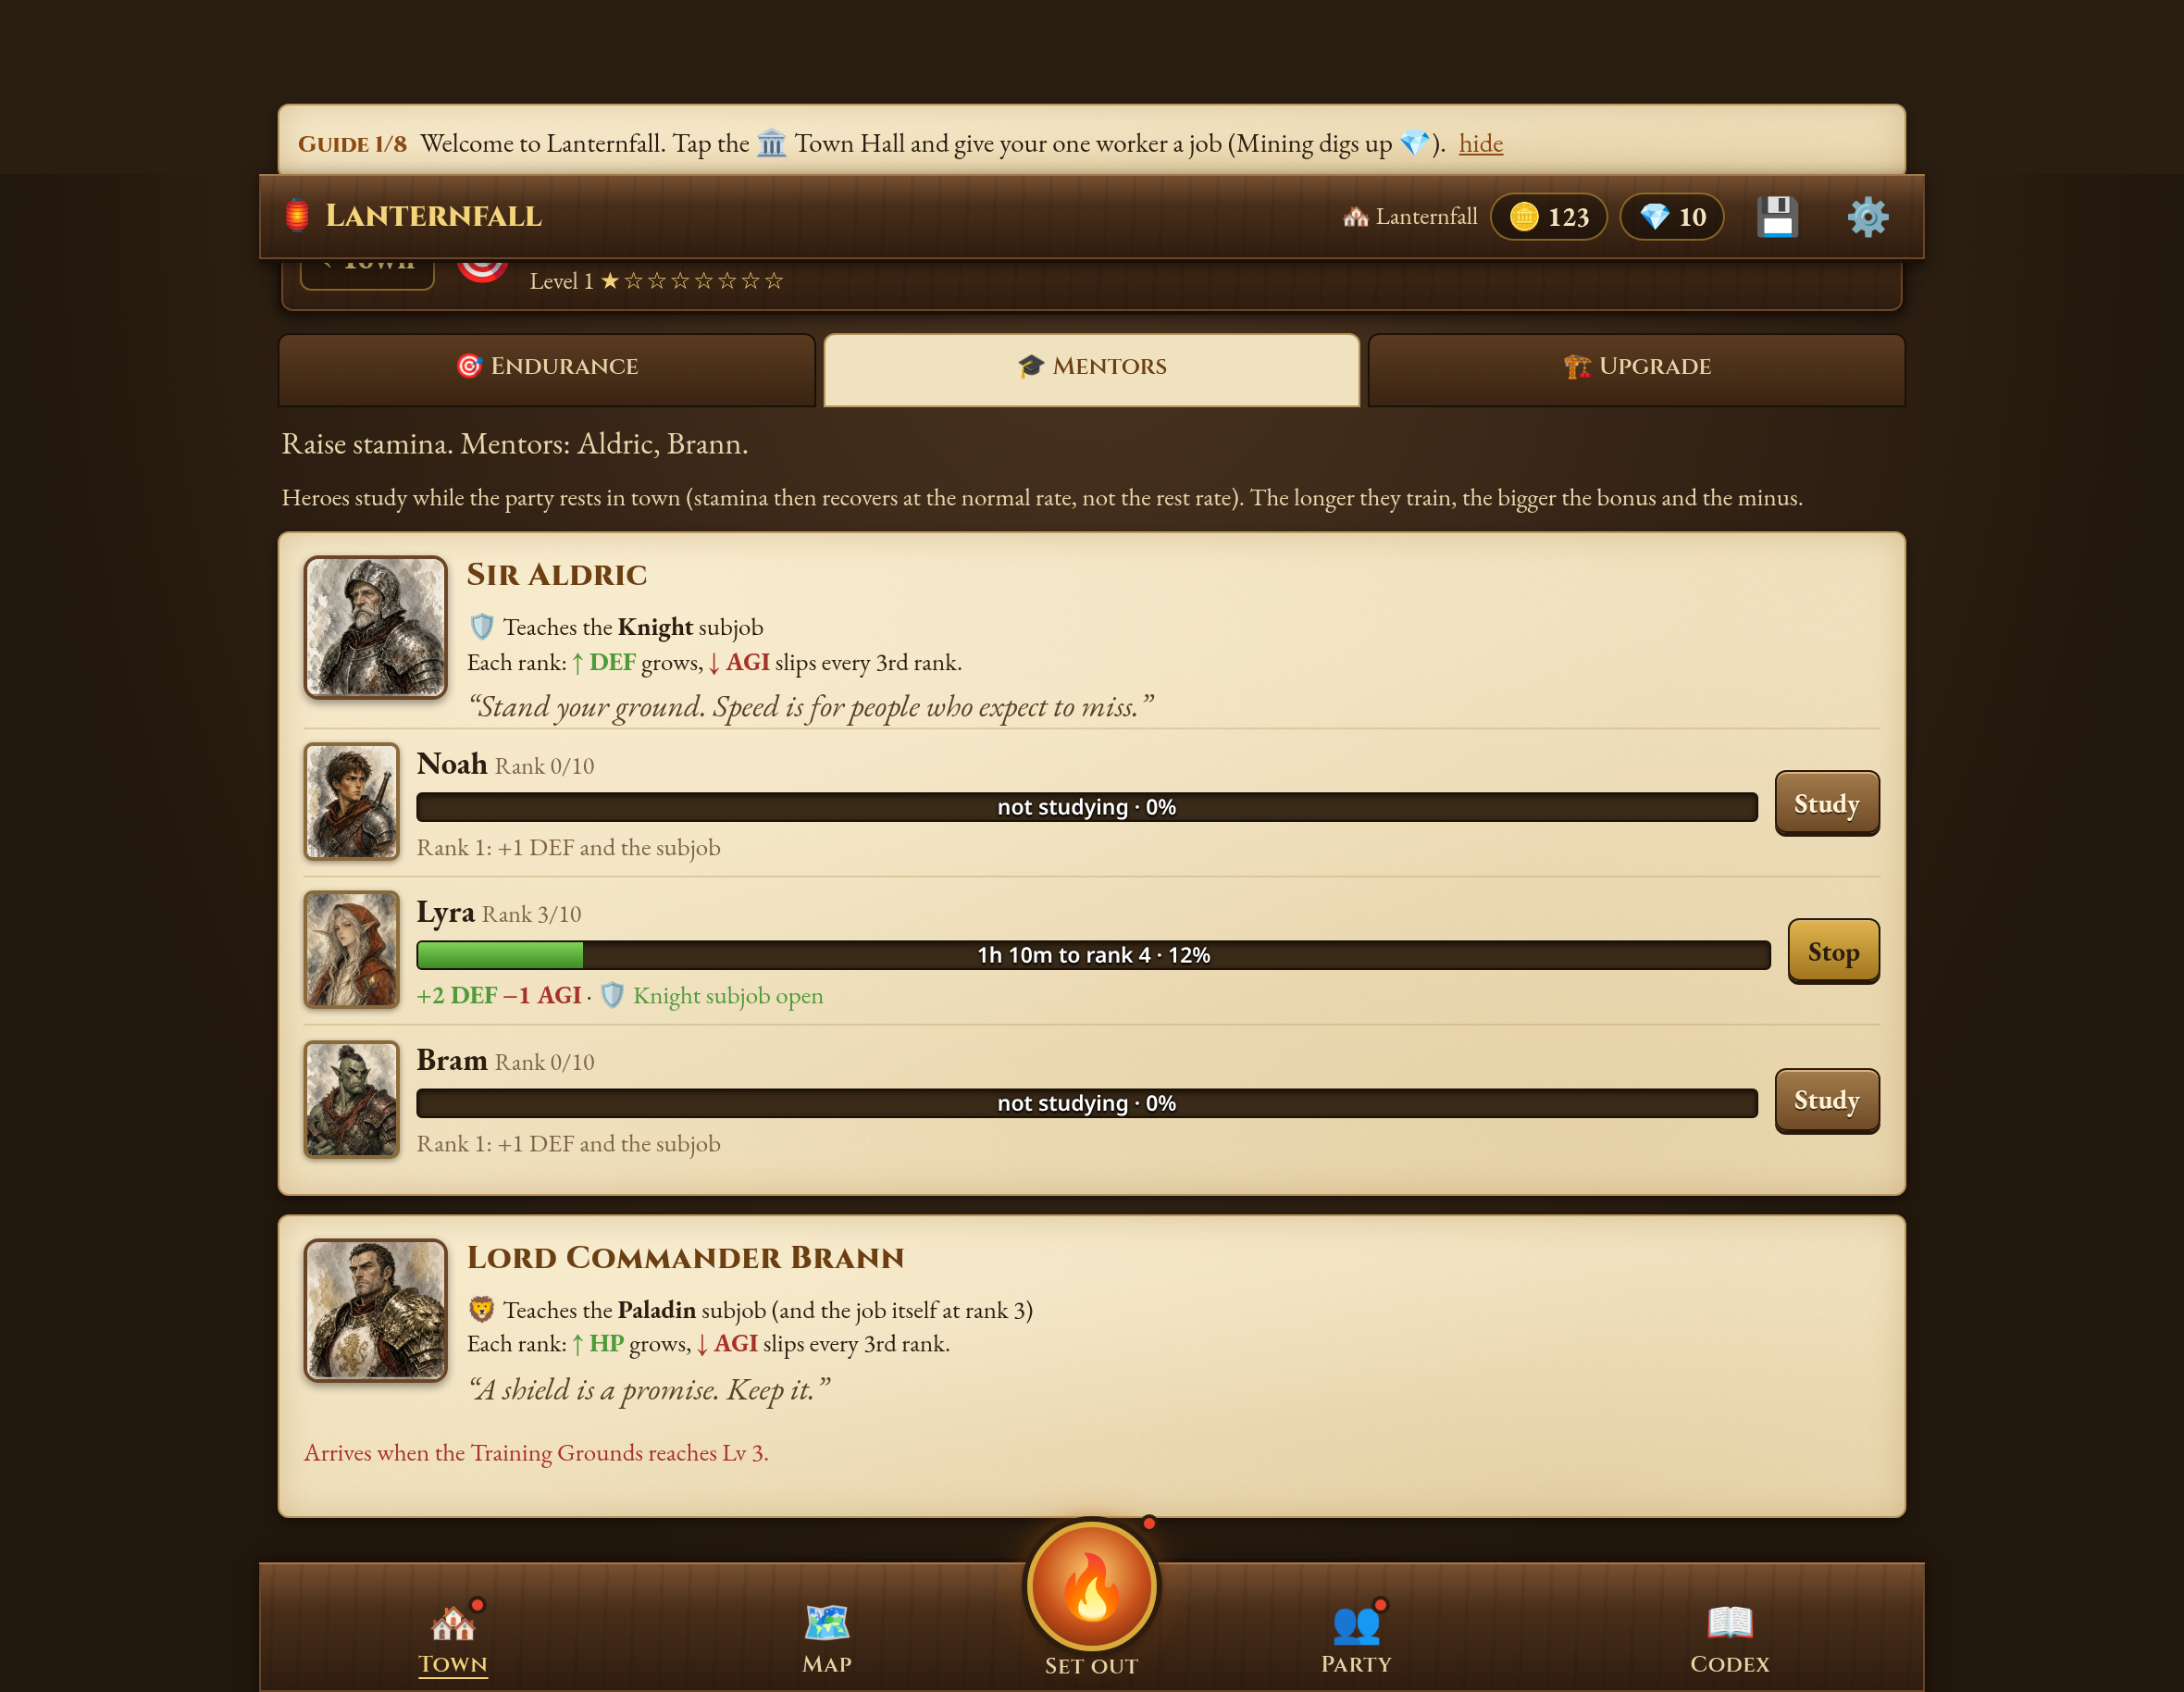 GUIDE 1/8 Welcome to Lanternfall. Tap the 🏛️ Town Hall and give your one worker a job (Mining digs up 💎). hide
LANTERNFALL
Lanternfall 123 10
Town
Level 1 ★☆☆☆☆☆☆☆
ENDURANCE
MENTORS
UPGRADE
Raise stamina. Mentors: Aldric, Brann.
Heroes study while the party rests in town (stamina then recovers at the normal rate, not the rest rate). The longer they train, the bigger the bonus and the minus.
SIR ALDRIC
Teaches the Knight subjob
Each rank: ↑ DEF grows, ↓ AGI slips every 3rd rank.
“Stand your ground. Speed is for people who expect to miss.”
Noah Rank 0/10
not studying · 0%
Study
Rank 1: +1 DEF and the subjob
Lyra Rank 3/10
1h 10m to rank 4 · 12%
Stop
+2 DEF −1 AGI · 🛡️ Knight subjob open
Bram Rank 0/10
not studying · 0%
Study
Rank 1: +1 DEF and the subjob
LORD COMMANDER BRANN
Teaches the Paladin subjob (and the job itself at rank 3)
Each rank: ↑ HP grows, ↓ AGI slips every 3rd rank.
“A shield is a promise. Keep it.”
Arrives when the Training Grounds reaches Lv 3.
TOWN
MAP
SET OUT
PARTY
CODEX